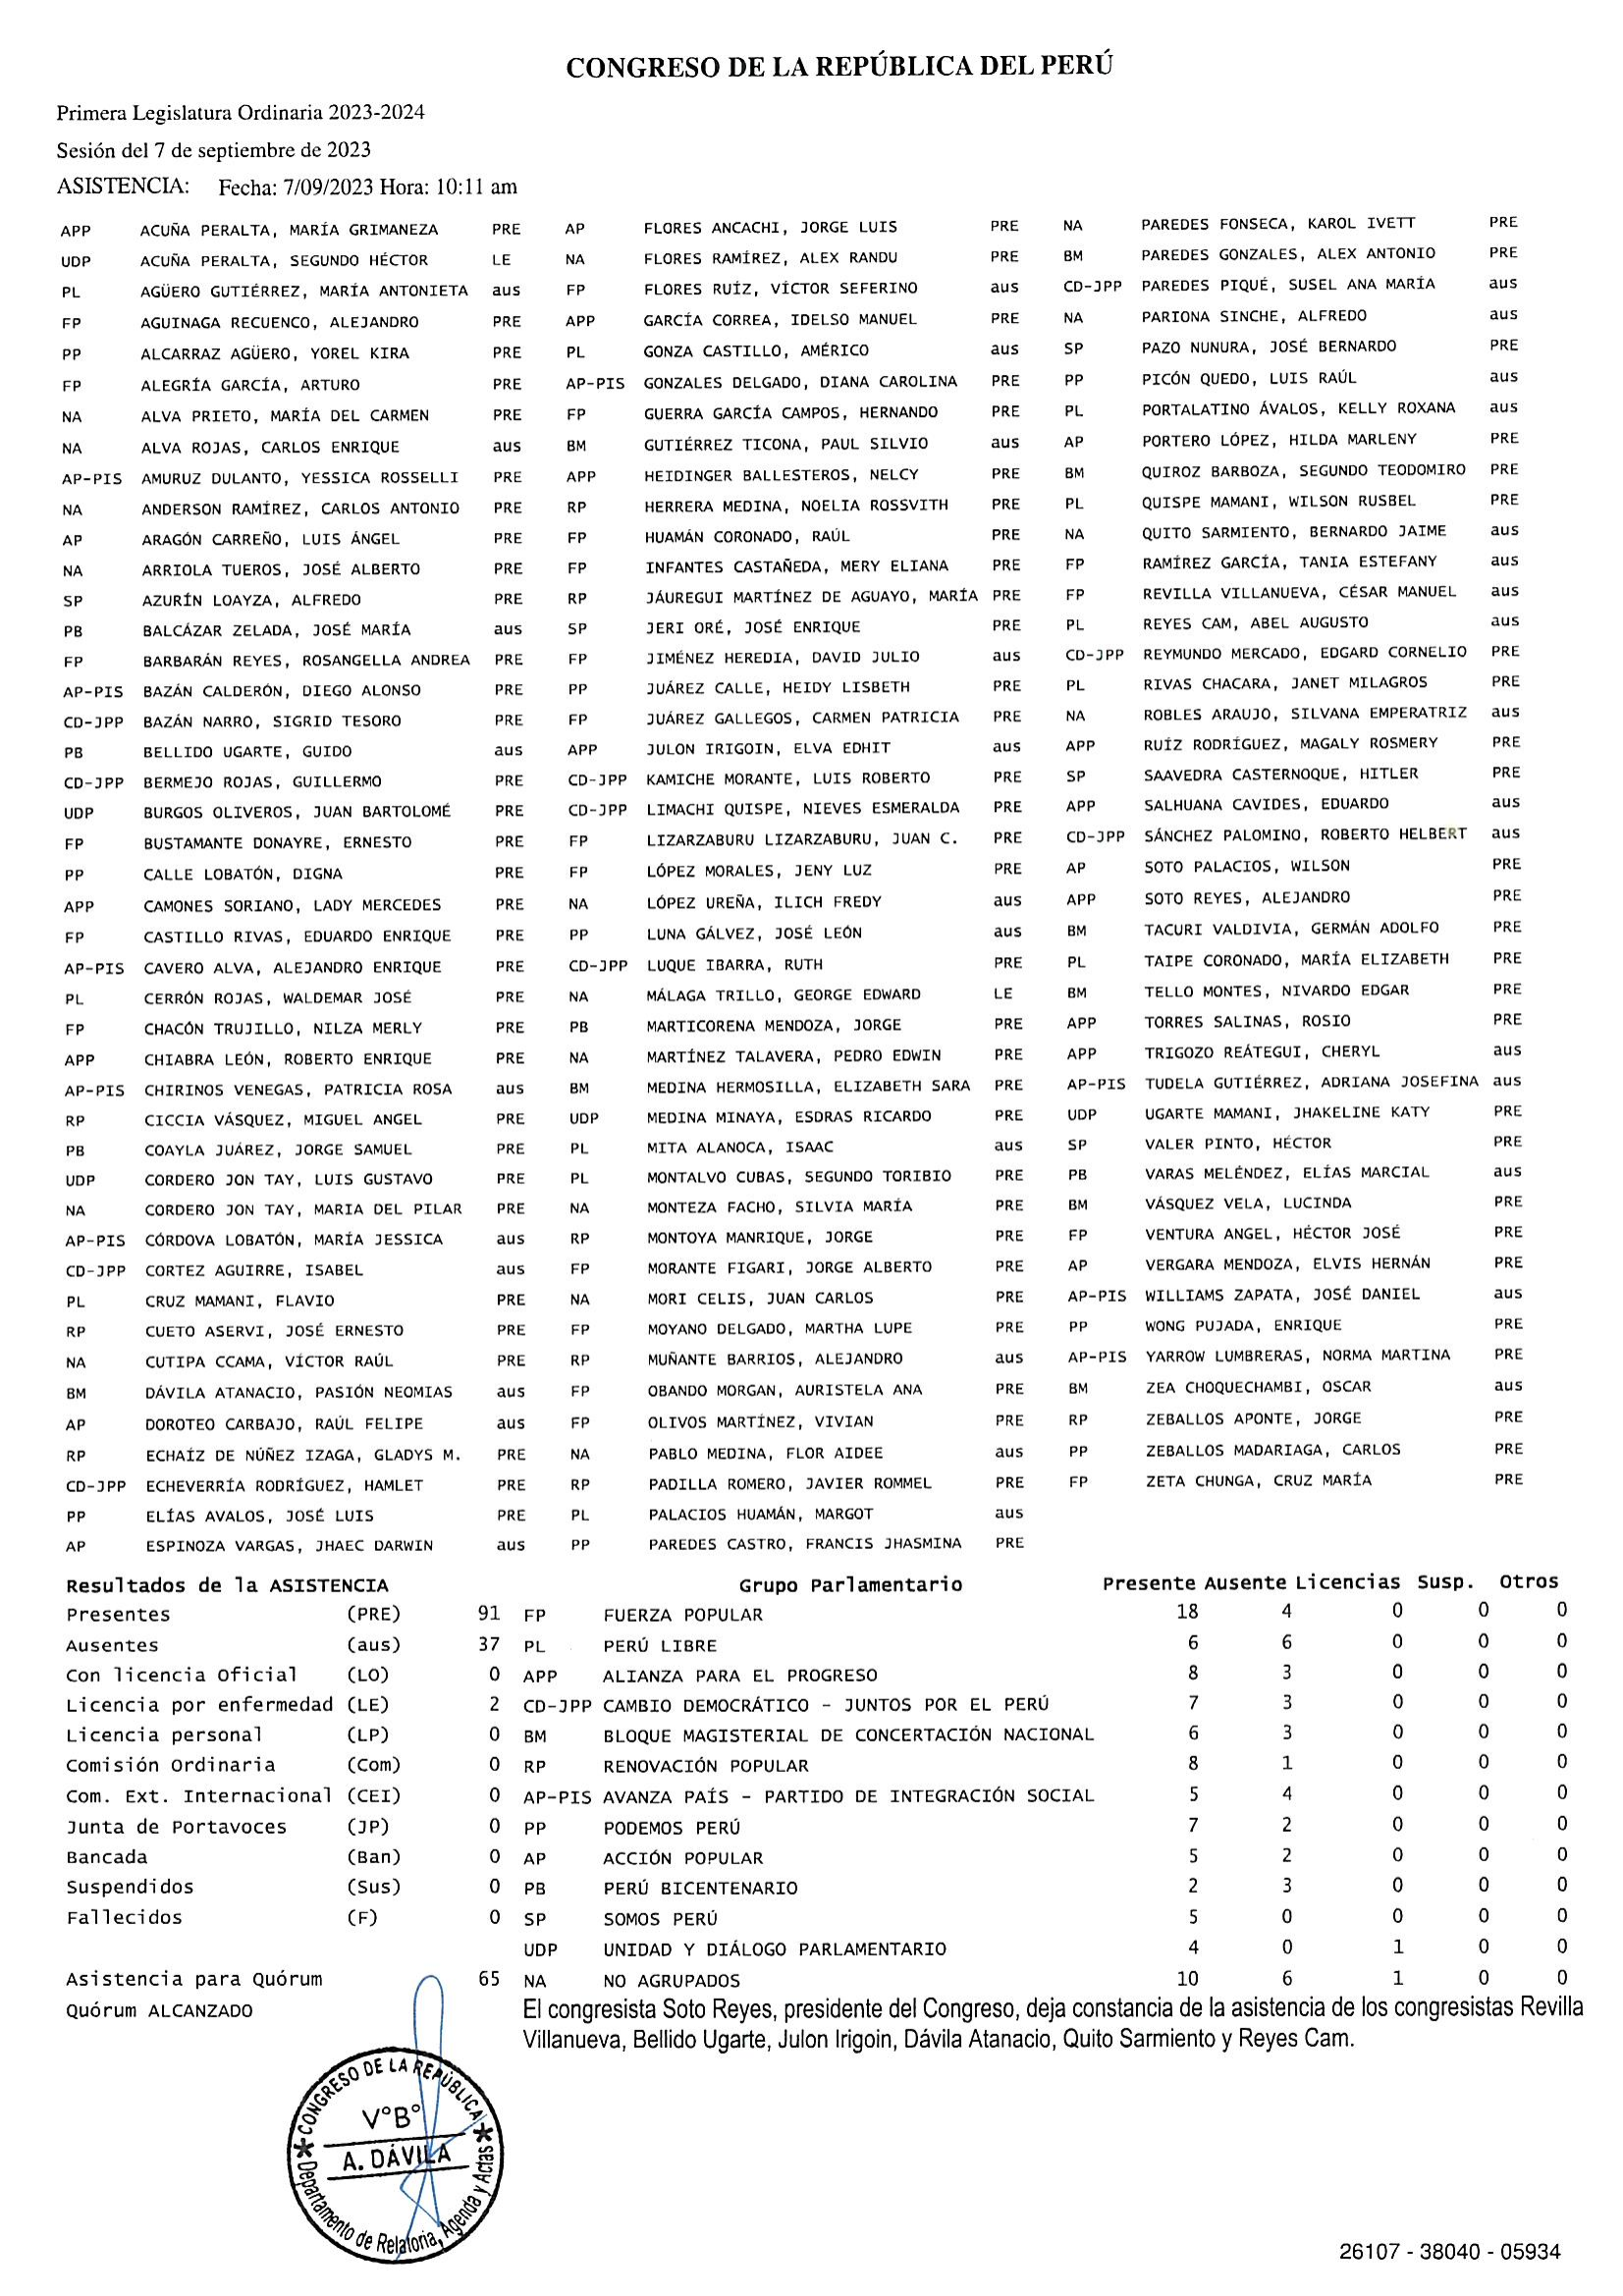 CONGRESO DE LA REPÚBLICA DEL PERÚ
Primera Legislatura Ordinaria 2023-2024
Sesión del 7 de septiembre de 2023
ASISTENCIA: Fecha: 7/09/2023 Hora: 10:11 am
APP ACUÑA PERALTA, MARÍA GRIMANEZA PRE AP FLORES ANCACHI, JORGE LUIS PRE NA PAREDES FONSECA, KAROL IVETT PRE
UDP ACUÑA PERALTA, SEGUNDO HÉCTOR LE NA FLORES RAMÍREZ, ALEX RANDU PRE BM PAREDES GONZALES, ALEX ANTONIO PRE
PL AGÜERO GUTIÉRREZ, MARÍA ANTONIETA aus FP FLORES RUÍZ, VÍCTOR SEFERINO aus CD-JPP PAREDES PIQUÉ, SUSEL ANA MARÍA aus
FP AGUINAGA RECUENCO, ALEJANDRO PRE APP GARCÍA CORREA, IDELSO MANUEL PRE NA PARIONA SINCHE, ALFREDO aus
PP ALCARRAZ AGÜERO, YOREL KIRA PRE PL GONZA CASTILLO, AMÉRICO aus SP PAZO NUNURA, JOSÉ BERNARDO PRE
FP ALEGRÍA GARCÍA, ARTURO PRE AP-PIS GONZALES DELGADO, DIANA CAROLINA PRE PP PICÓN QUEDO, LUIS RAÚL aus
NA ALVA PRIETO, MARÍA DEL CARMEN PRE FP GUERRA GARCÍA CAMPOS, HERNANDO PRE PL PORTALATINO ÁVALOS, KELLY ROXANA aus
NA ALVA ROJAS, CARLOS ENRIQUE aus BM GUTIÉRREZ TICONA, PAUL SILVIO aus AP PORTERO LÓPEZ, HILDA MARLENY PRE
AP-PIS AMURUZ DULANTO, YESSICA ROSSELLI PRE APP HEIDINGER BALLESTEROS, NELCY PRE BM QUIROZ BARBOZA, SEGUNDO TEODOMIRO PRE
NA ANDERSON RAMÍREZ, CARLOS ANTONIO PRE RP HERRERA MEDINA, NOELIA ROSSVITH PRE PL QUISPE MAMANI, WILSON RUSBEL PRE
AP ARAGÓN CARREÑO, LUIS ÁNGEL PRE FP HUAMÁN CORONADO, RAÚL PRE NA QUITO SARMIENTO, BERNARDO JAIME aus
NA ARRIOLA TUEROS, JOSÉ ALBERTO PRE FP INFANTES CASTAÑEDA, MERY ELIANA PRE FP RAMÍREZ GARCÍA, TANIA ESTEFANY aus
SP AZURÍN LOAYZA, ALFREDO PRE RP JÁUREGUI MARTÍNEZ DE AGUAYO, MARÍA PRE FP REVILLA VILLANUEVA, CÉSAR MANUEL aus
PB BALCÁZAR ZELADA, JOSÉ MARÍA aus SP JERI ORÉ, JOSÉ ENRIQUE PRE PL REYES CAM, ABEL AUGUSTO aus
FP BARBARÁN REYES, ROSANGELLA ANDREA PRE FP JIMÉNEZ HEREDIA, DAVID JULIO aus CD-JPP REYMUNDO MERCADO, EDGARD CORNELIO PRE
AP-PIS BAZÁN CALDERÓN, DIEGO ALONSO PRE PP JUÁREZ CALLE, HEIDY LISBETH PRE PL RIVAS CHACARA, JANET MILAGROS PRE
CD-JPP BAZÁN NARRO, SIGRID TESORO PRE FP JUÁREZ GALLEGOS, CARMEN PATRICIA PRE NA ROBLES ARAUJO, SILVANA EMPERATRIZ aus
PB BELLIDO UGARTE, GUIDO aus APP JULON IRIGOIN, ELVA EDHIT aus APP RUÍZ RODRÍGUEZ, MAGALY ROSMERY PRE
CD-JPP BERMEJO ROJAS, GUILLERMO PRE CD-JPP KAMICHE MORANTE, LUIS ROBERTO PRE SP SAAVEDRA CASTERNOQUE, HITLER PRE
UDP BURGOS OLIVEROS, JUAN BARTOLOMÉ PRE CD-JPP LIMACHI QUISPE, NIEVES ESMERALDA PRE APP SALHUANA CAVIDES, EDUARDO aus
FP BUSTAMANTE DONAYRE, ERNESTO PRE FP LIZARZABURU LIZARZABURU, JUAN C. PRE CD-JPP SÁNCHEZ PALOMINO, ROBERTO HELBERT aus
PP CALLE LOBATÓN, DIGNA PRE FP LÓPEZ MORALES, JENY LUZ PRE AP SOTO PALACIOS, WILSON PRE
APP CAMONES SORIANO, LADY MERCEDES PRE NA LÓPEZ UREÑA, ILICH FREDY aus APP SOTO REYES, ALEJANDRO PRE
FP CASTILLO RIVAS, EDUARDO ENRIQUE PRE PP LUNA GÁLVEZ, JOSÉ LEÓN aus BM TACURI VALDIVIA, GERMÁN ADOLFO PRE
AP-PIS CAVERO ALVA, ALEJANDRO ENRIQUE PRE CD-JPP LUQUE IBARRA, RUTH PRE PL TAIPE CORONADO, MARÍA ELIZABETH PRE
PL CERRÓN ROJAS, WALDEMAR JOSÉ PRE NA MÁLAGA TRILLO, GEORGE EDWARD LE BM TELLO MONTES, NIVARDO EDGAR PRE
FP CHACÓN TRUJILLO, NILZA MERLY PRE PB MARTICORENA MENDOZA, JORGE PRE APP TORRES SALINAS, ROSIO PRE
APP CHIABRA LEÓN, ROBERTO ENRIQUE PRE NA MARTÍNEZ TALAVERA, PEDRO EDWIN PRE APP TRIGOZO REÁTEGUI, CHERYL aus
AP-PIS CHIRINOS VENEGAS, PATRICIA ROSA aus BM MEDINA HERMOSILLA, ELIZABETH SARA PRE AP-PIS TUDELA GUTIÉRREZ, ADRIANA JOSEFINA aus
RP CICCIA VÁSQUEZ, MIGUEL ANGEL PRE UDP MEDINA MINAYA, ESDRAS RICARDO PRE UDP UGARTE MAMANI, JHAKELINE KATY PRE
PB COAYLA JUÁREZ, JORGE SAMUEL PRE PL MITA ALANOCA, ISAAC aus SP VALER PINTO, HÉCTOR PRE
UDP CORDERO JON TAY, LUIS GUSTAVO PRE PL MONTALVO CUBAS, SEGUNDO TORIBIO PRE PB VARAS MELÉNDEZ, ELÍAS MARCIAL aus
NA CORDERO JON TAY, MARIA DEL PILAR PRE NA MONTEZA FACHO, SILVIA MARÍA PRE BM VÁSQUEZ VELA, LUCINDA PRE
AP-PIS CÓRDOVA LOBATÓN, MARÍA JESSICA aus RP MONTOYA MANRIQUE, JORGE PRE FP VENTURA ANGEL, HÉCTOR JOSÉ PRE
CD-JPP CORTEZ AGUIRRE, ISABEL aus FP MORANTE FIGARI, JORGE ALBERTO PRE AP VERGARA MENDOZA, ELVIS HERNÁN PRE
PL CRUZ MAMANI, FLAVIO PRE NA MORI CELIS, JUAN CARLOS PRE AP-PIS WILLIAMS ZAPATA, JOSÉ DANIEL aus
RP CUETO ASERVI, JOSÉ ERNESTO PRE FP MOYANO DELGADO, MARTHA LUPE PRE PP WONG PUJADA, ENRIQUE PRE
NA CUTIPA CCAMA, VÍCTOR RAÚL PRE RP MUÑANTE BARRIOS, ALEJANDRO aus AP-PIS YARROW LUMBRERAS, NORMA MARTINA PRE
BM DÁVILA ATANACIO, PASIÓN NEOMIAS aus FP OBANDO MORGAN, AURISTELA ANA PRE BM ZEA CHOQUECHAMBI, OSCAR aus
AP DOROTEO CARBAJO, RAÚL FELIPE aus FP OLIVOS MARTÍNEZ, VIVIAN PRE RP ZEBALLOS APONTE, JORGE PRE
RP ECHAÍZ DE NÚÑEZ IZAGA, GLADYS M. PRE NA PABLO MEDINA, FLOR AIDEE aus PP ZEBALLOS MADARIAGA, CARLOS PRE
CD-JPP ECHEVERRÍA RODRÍGUEZ, HAMLET PRE RP PADILLA ROMERO, JAVIER ROMMEL PRE FP ZETA CHUNGA, CRUZ MARÍA PRE
PP ELÍAS AVALOS, JOSÉ LUIS PRE PL PALACIOS HUAMÁN, MARGOT aus
AP ESPINOZA VARGAS, JHAEC DARWIN aus PP PAREDES CASTRO, FRANCIS JHASMINA PRE
Resultados de la ASISTENCIA Grupo Parlamentario Presente Ausente Licencias Susp. Otros
Presentes (PRE) 91 FP FUERZA POPULAR 18 4 0 0 0
Ausentes (aus) 37 PL PERÚ LIBRE 6 6 0 0 0
Con licencia Oficial (LO) 0 APP ALIANZA PARA EL PROGRESO 8 3 0 0 0
Licencia por enfermedad (LE) 2 CD-JPP CAMBIO DEMOCRÁTICO - JUNTOS POR EL PERÚ 7 3 0 0 0
Licencia personal (LP) 0 BM BLOQUE MAGISTERIAL DE CONCERTACIÓN NACIONAL 6 3 0 0 0
Comisión Ordinaria (Com) 0 RP RENOVACIÓN POPULAR 8 1 0 0 0
Com. Ext. Internacional (CEI) 0 AP-PIS AVANZA PAÍS - PARTIDO DE INTEGRACIÓN SOCIAL 5 4 0 0 0
Junta de Portavoces (JP) 0 PP PODEMOS PERÚ 7 2 0 0 0
Bancada (Ban) 0 AP ACCIÓN POPULAR 5 2 0 0 0
Suspendidos (Sus) 0 PB PERÚ BICENTENARIO 2 3 0 0 0
Fallecidos (F) 0 SP SOMOS PERÚ 5 0 0 0 0
UDP UNIDAD Y DIÁLOGO PARLAMENTARIO 4 0 1 0 0
Asistencia para Quórum 65 NA NO AGRUPADOS 10 6 1 0 0
Quórum ALCANZADO
El congresista Soto Reyes, presidente del Congreso, deja constancia de la asistencia de los congresistas Revilla
Villanueva, Bellido Ugarte, Julon Irigoin, Dávila Atanacio, Quito Sarmiento y Reyes Cam.
CONGRESO DE LA REPÚBLICA
V°B°
A. DÁVILA
Departamento de Relatoria, Agenda y Actas
26107 - 38040 - 05934